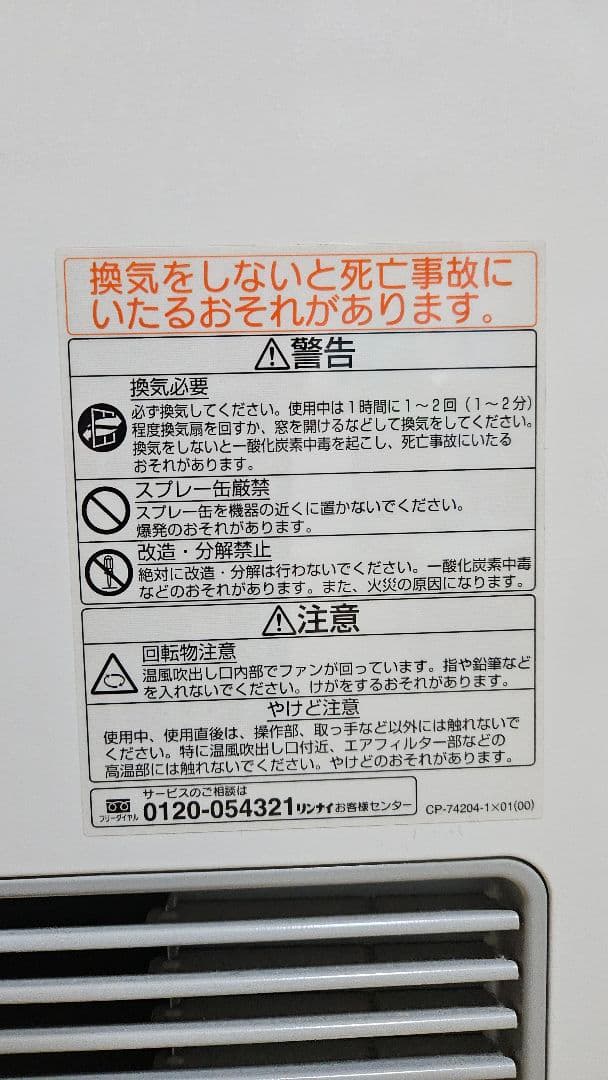 換気をしないと死亡事故に
いたるおそれがあります。
警告
換気必要
必ず換気してください。使用中は1時間に1～2回（1～2分）
程度換気扇を回すか、窓を開けるなどして換気をしてください。
換気をしないと一酸化炭素中毒を起こし、死亡事故にいたる
おそれがあります。
スプレー缶厳禁
スプレー缶を機器の近くに置かないでください。
爆発のおそれがあります。
改造・分解禁止
絶対に改造・分解は行わないでください。一酸化炭素中毒
などのおそれがあります。また、火災の原因になります。
注意
回転物注意
温風吹出し口内部でファンが回っています。指や鉛筆など
を入れないでください。けがをするおそれがあります。
やけど注意
使用中、使用直後は、操作部、取っ手など以外には触れないで
ください。特に温風吹出し口付近、エアフィルター部などの
高温部には触れないでください。やけどのおそれがあります。
サービスのご相談は
フリーダイヤル 0120-054321 リンナイお客様センター CP-74204-1×01(00)